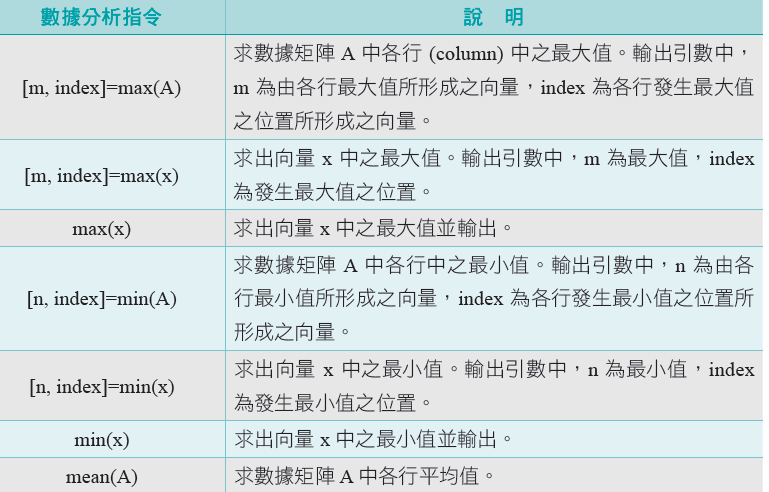 數據分析指令 說 明
[m, index]=max(A)
求數據矩陣 A 中各行 (column) 中之最大值。輸出引數中，
m 為由各行最大值所形成之向量，index 為各行發生最大值
之位置所形成之向量。
[m, index]=max(x)
求出向量 x 中之最大值。輸出引數中，m 為最大值，index
為發生最大值之位置。
max(x)
求出向量 x 中之最大值並輸出。
[n, index]=min(A)
求數據矩陣 A 中各行中之最小值。輸出引數中，n 為由各
行最小值所形成之向量，index 為各行發生最小值之位置所
形成之向量。
[n, index]=min(x)
求出向量 x 中之最小值。輸出引數中，n 為最小值，index
為發生最小值之位置。
min(x)
求出向量 x 中之最小值並輸出。
mean(A)
求數據矩陣 A 中各行平均值。